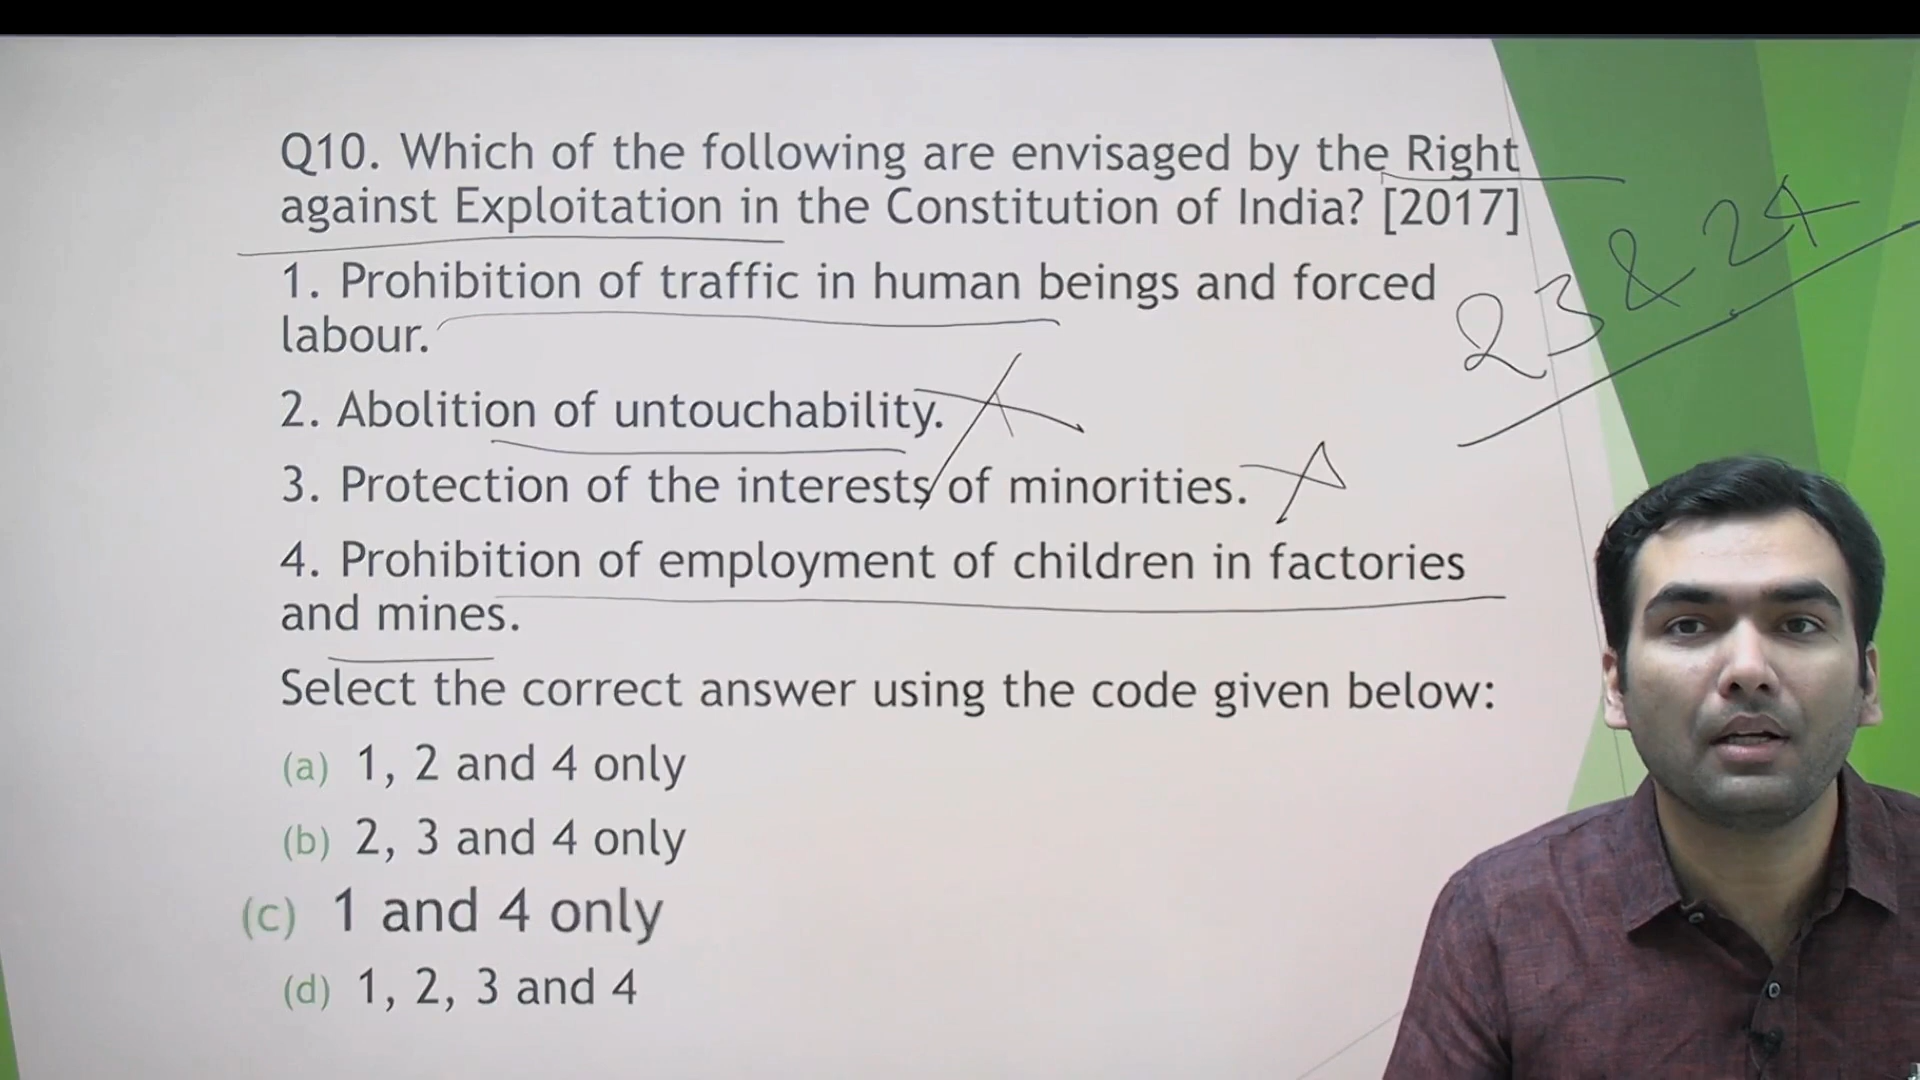 Q10. Which of the following are envisaged by the Right
against Exploitation in the Constitution of India? [2017]
1. Prohibition of traffic in human beings and forced
labour.
23 & 24
2. Abolition of untouchability.
3. Protection of the interests of minorities.
4. Prohibition of employment of children in factories
and mines.
Select the correct answer using the code given below:
(a) 1, 2 and 4 only
(b) 2, 3 and 4 only
(c) 1 and 4 only
(d) 1, 2, 3 and 4